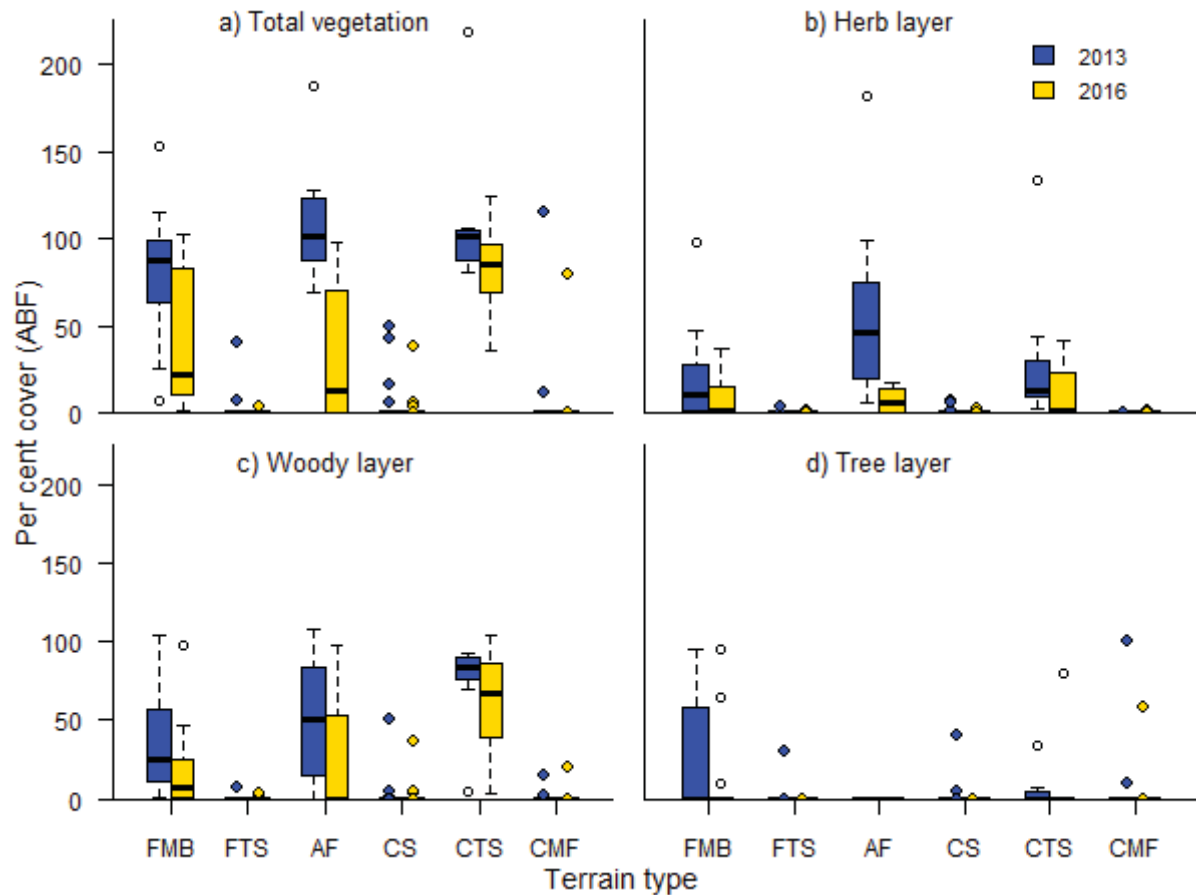 a) Total vegetation
b) Herb layer
2013
2016
200
150
100
50
0
Per cent cover (ABF)
c) Woody layer
d) Tree layer
200
150
100
50
0
FMB FTS AF CS CTS CMF
FMB FTS AF CS CTS CMF
Terrain type